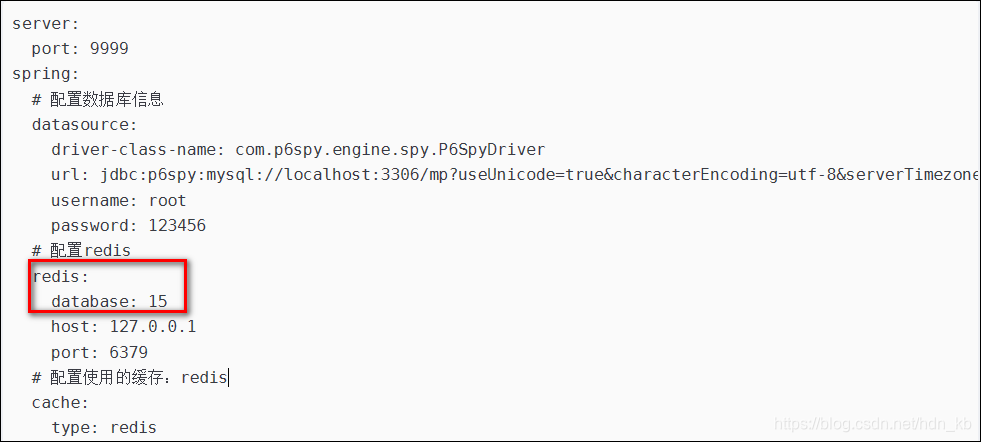 server:
  port: 9999
spring:
  # 配置数据库信息
  datasource:
    driver-class-name: com.p6spy.engine.spy.P6SpyDriver
    url: jdbc:p6spy:mysql://localhost:3306/mp?useUnicode=true&characterEncoding=utf-8&serverTimezone
    username: root
    password: 123456
  # 配置redis
  redis:
    database: 15
    host: 127.0.0.1
    port: 6379
  # 配置使用的缓存：redis
  cache:
    type: redis
https://blog.csdn.net/hdn_kb